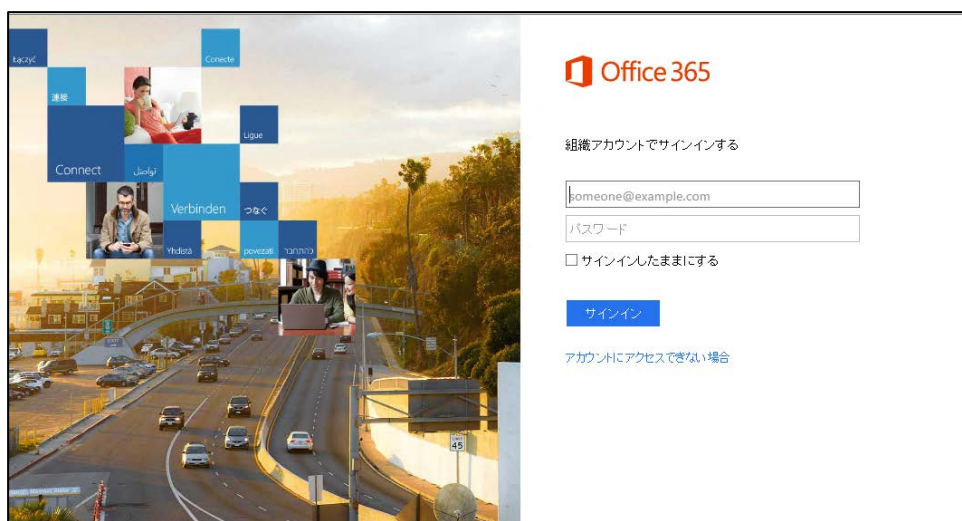 Łączyć
Conecte
連接
Ligue
Connect
تواصل
Verbinden
つなぐ
Yhdistä
povezati
להתחבר
SPEED
LIMIT
45
Office 365
組織アカウントでサインインする
someone@example.com
パスワード
サインインしたままにする
サインイン
アカウントにアクセスできない場合